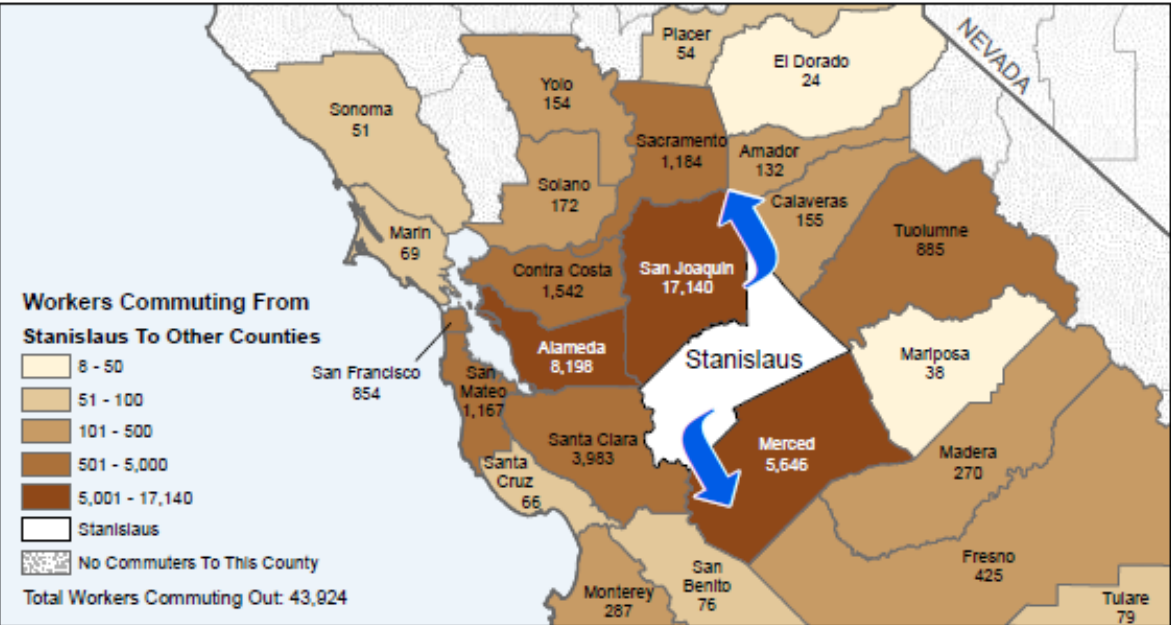 Placer
54
El Dorado
24
NEVADA
Yolo
154
Sonoma
51
Sacramento
1,184
Amador
132
Solano
172
Calaveras
155
Tuolumne
885
Marin
69
Contra Costa
1,542
San Joaquin
17,140
Alameda
8,198
Stanislaus
Mariposa
38
San Francisco
854
San
Mateo
1,167
Santa Clara
3,983
Merced
5,646
Madera
270
Santa
Cruz
66
Fresno
425
San
Benito
76
Monterey
287
Tulare
79
Workers Commuting From
Stanislaus To Other Counties
8 - 50
51 - 100
101 - 500
501 - 5,000
5,001 - 17,140
Stanislaus
No Commuters To This County
Total Workers Commuting Out: 43,924